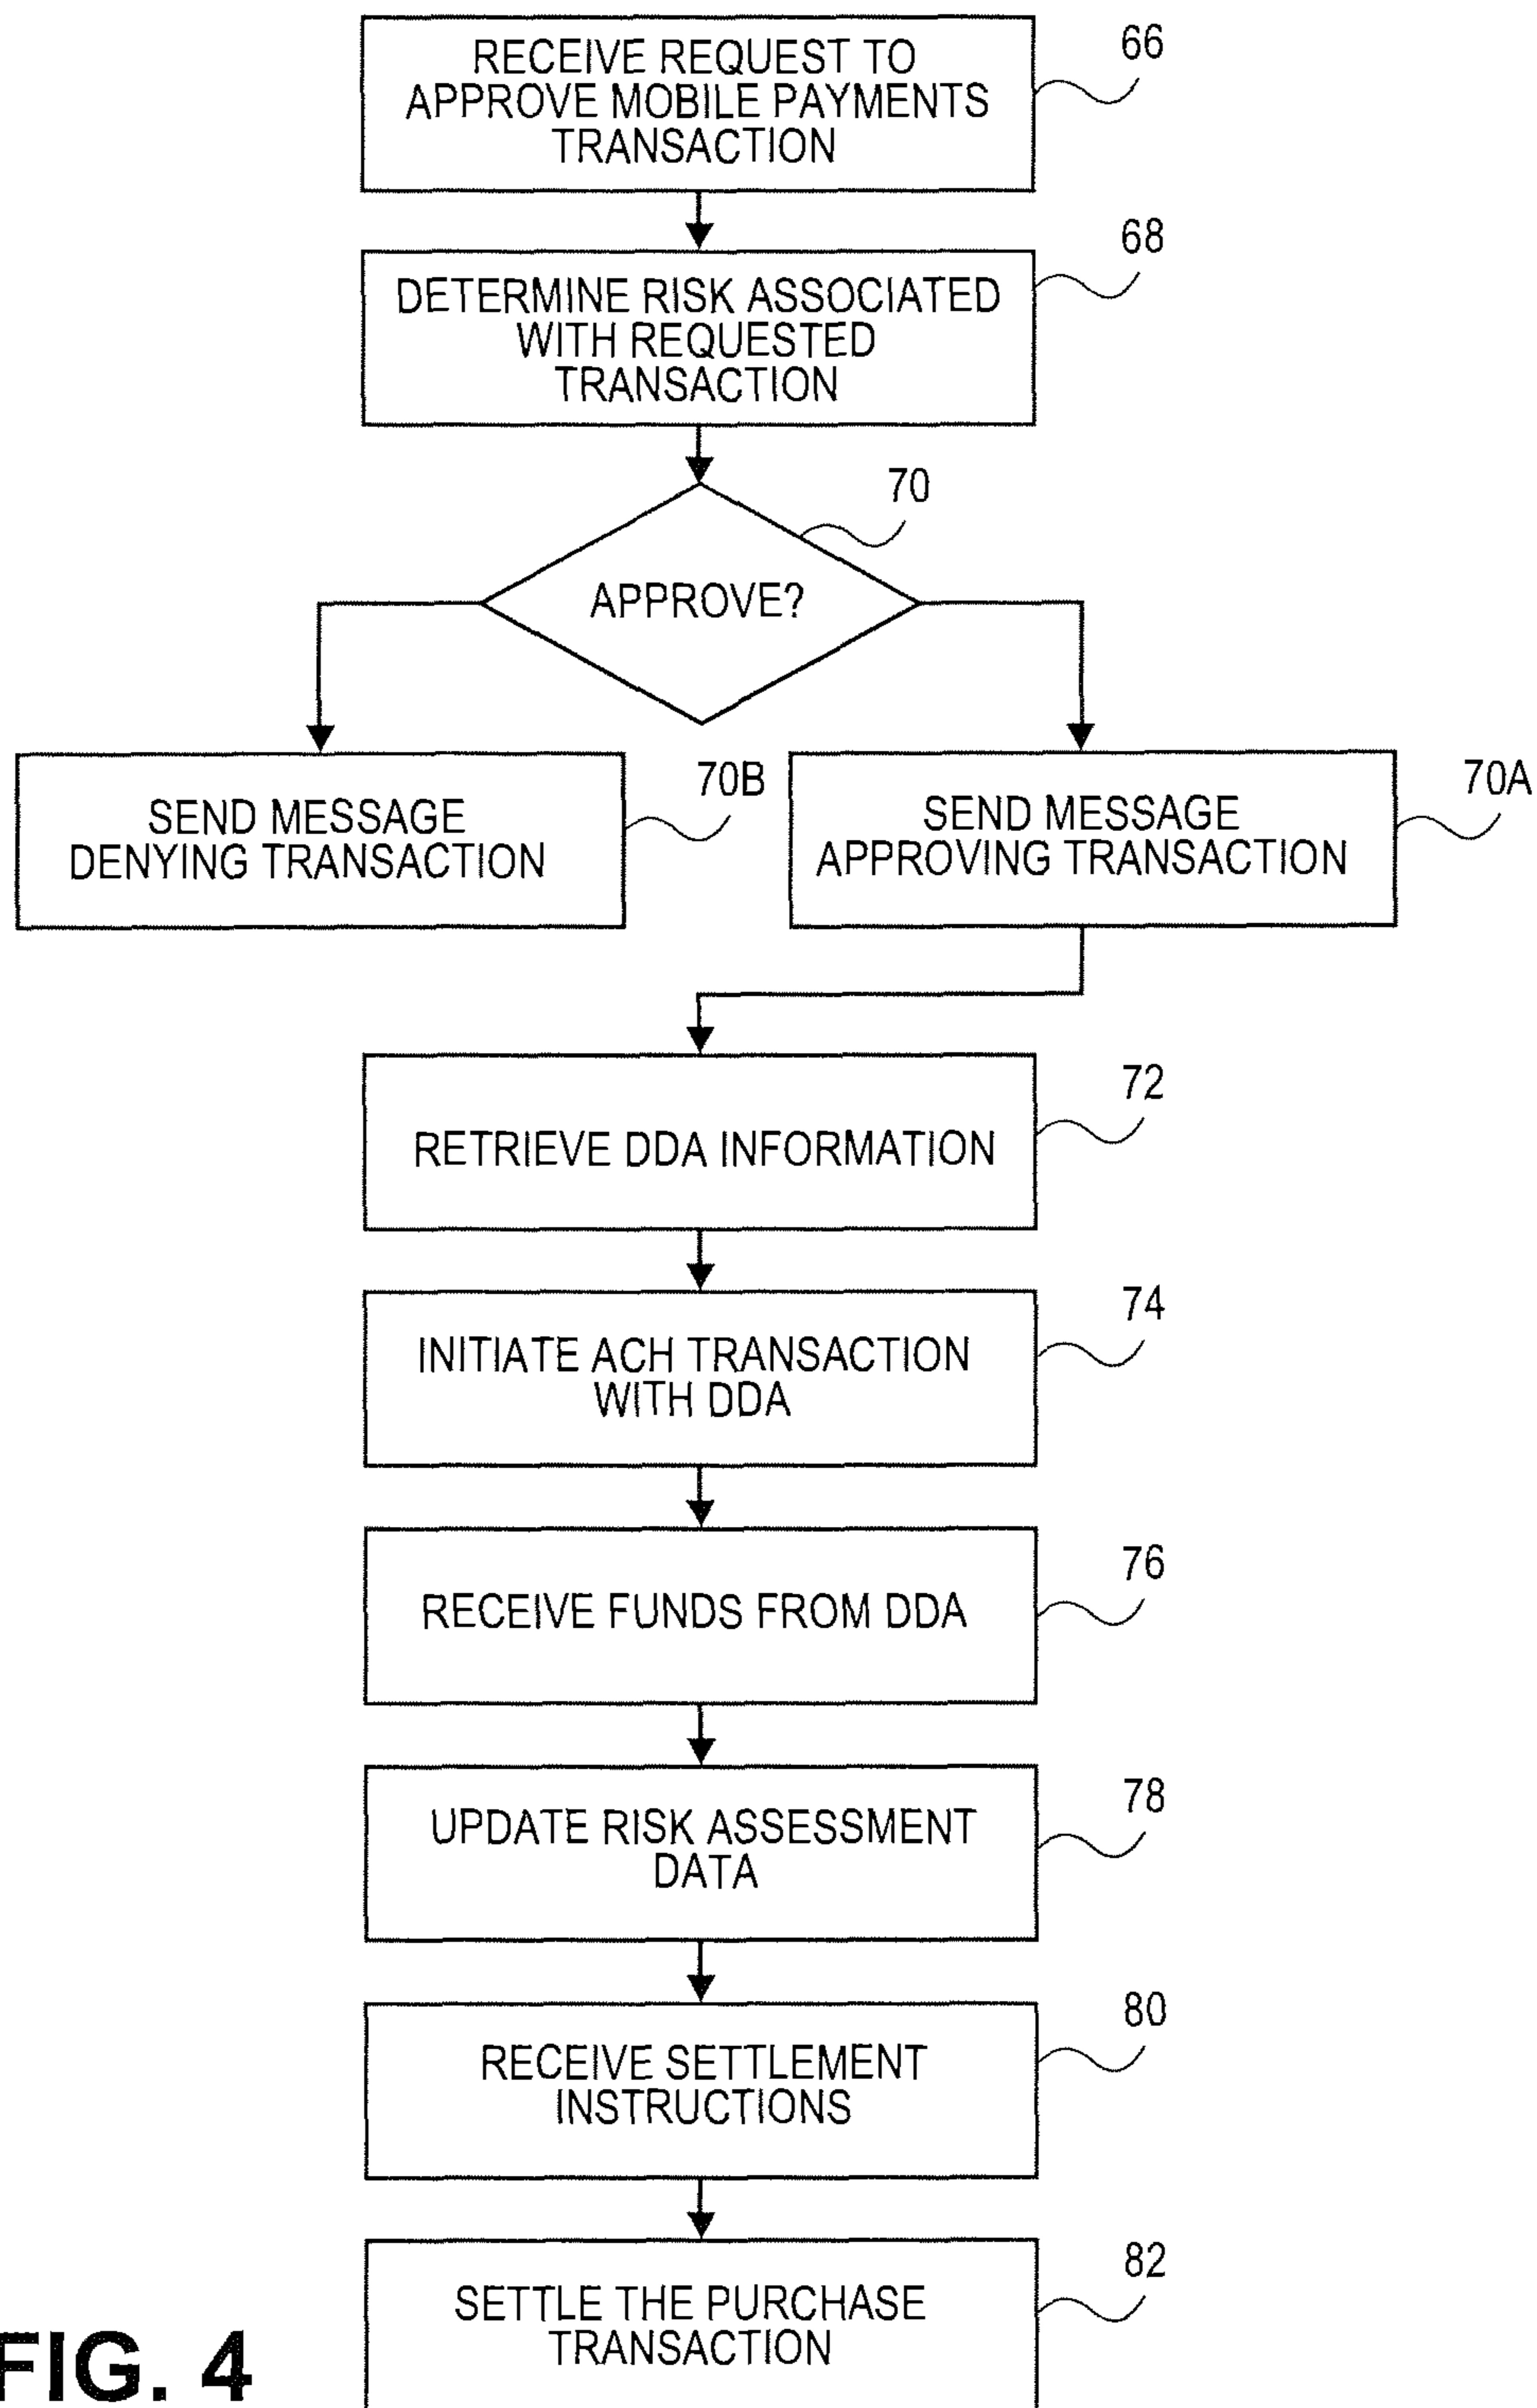 RECEIVE REQUEST TO
APPROVE MOBILE PAYMENTS
TRANSACTION
66
DETERMINE RISK ASSOCIATED
WITH REQUESTED
TRANSACTION
68
70
APPROVE?
SEND MESSAGE
DENYING TRANSACTION
70B
SEND MESSAGE
APPROVING TRANSACTION
70A
RETRIEVE DDA INFORMATION
72
INITIATE ACH TRANSACTION
WITH DDA
74
RECEIVE FUNDS FROM DDA
76
UPDATE RISK ASSESSMENT
DATA
78
RECEIVE SETTLEMENT
INSTRUCTIONS
80
SETTLE THE PURCHASE
TRANSACTION
82
FIG. 4